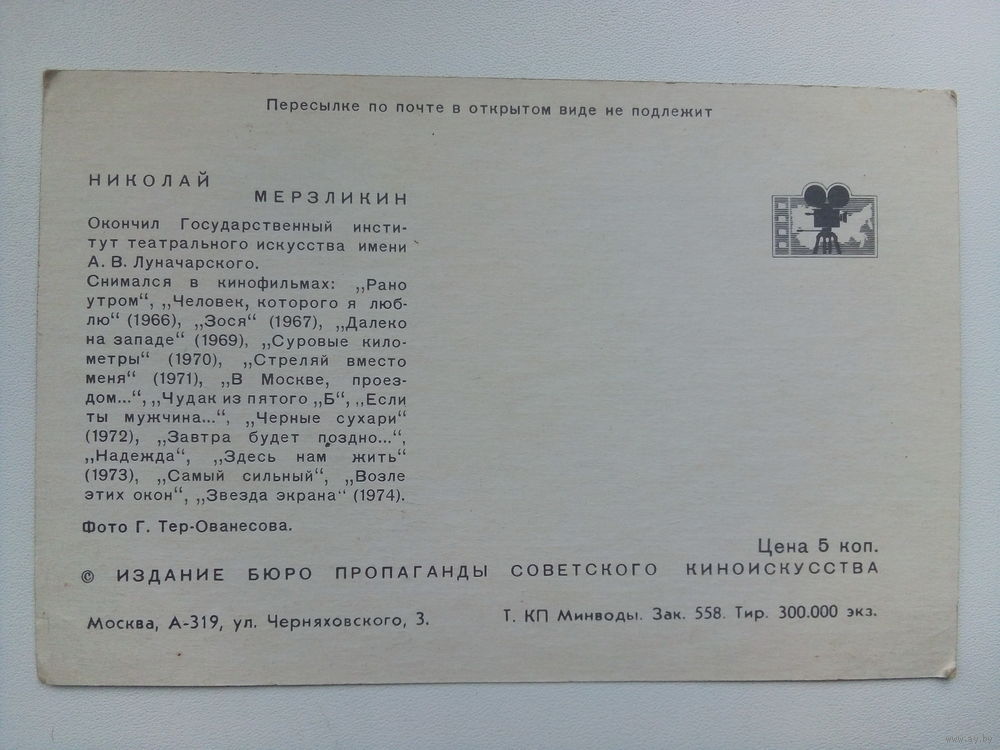 Пересылке по почте в открытом виде не подлежит
НИКОЛАЙ
МЕРЗЛИКИН
Окончил Государственный инсти-
тут театрального искусства имени
А. В. Луначарского.
Снимался в кинофильмах: „Рано
утром“, „Человек, которого я люб-
лю“ (1966), „Зося“ (1967), „Далеко
на западе“ (1969), „Суровые кило-
метры“ (1970), „Стреляй вместо
меня“ (1971), „В Москве, проез-
дом...“, „Чудак из пятого „Б“, „Если
ты мужчина...“, „Черные сухари“
(1972), „Завтра будет поздно...“,
„Надежда“, „Здесь нам жить“
(1973), „Самый сильный“, „Возле
этих окон“, „Звезда экрана“ (1974).
Фото Г. Тер-Ованесова.
Цена 5 коп.
© ИЗДАНИЕ БЮРО ПРОПАГАНДЫ СОВЕТСКОГО КИНОИСКУССТВА
Москва, А-319, ул. Черняховского, 3.
Т. КП Минводы. Зак. 558. Тир. 300.000 экз.
www.ay.by